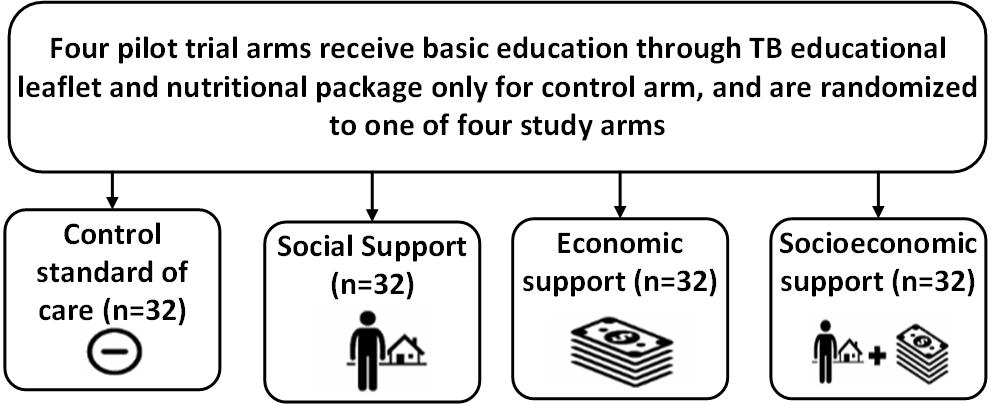 Four pilot trial arms receive basic education through TB educational
leaflet and nutritional package only for control arm, and are randomized
to one of four study arms
Control
standard of
care (n=32)
Social Support
(n=32)
Economic
support (n=32)
Socioeconomic
support (n=32)